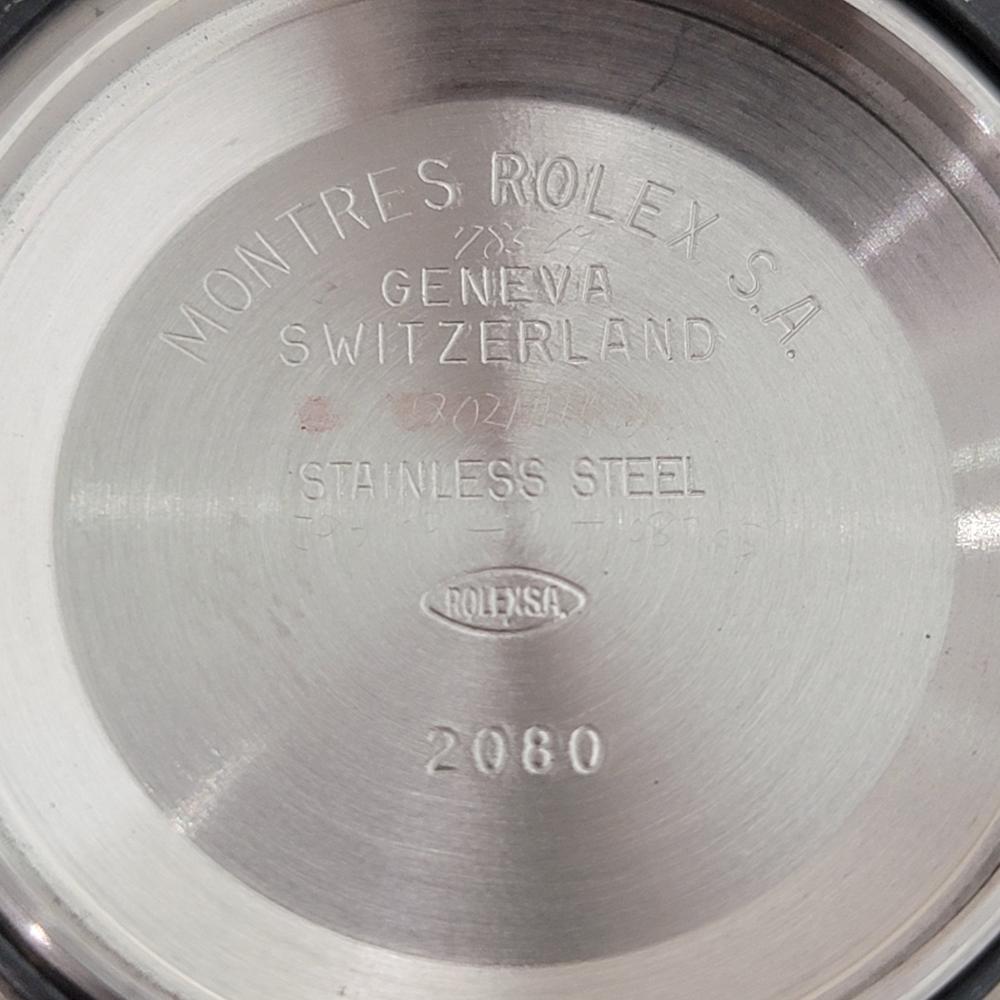 MONTRES ROLEX S.A.
GENEVA
SWITZERLAND
STAINLESS STEEL
ROLEX S.A.
2080